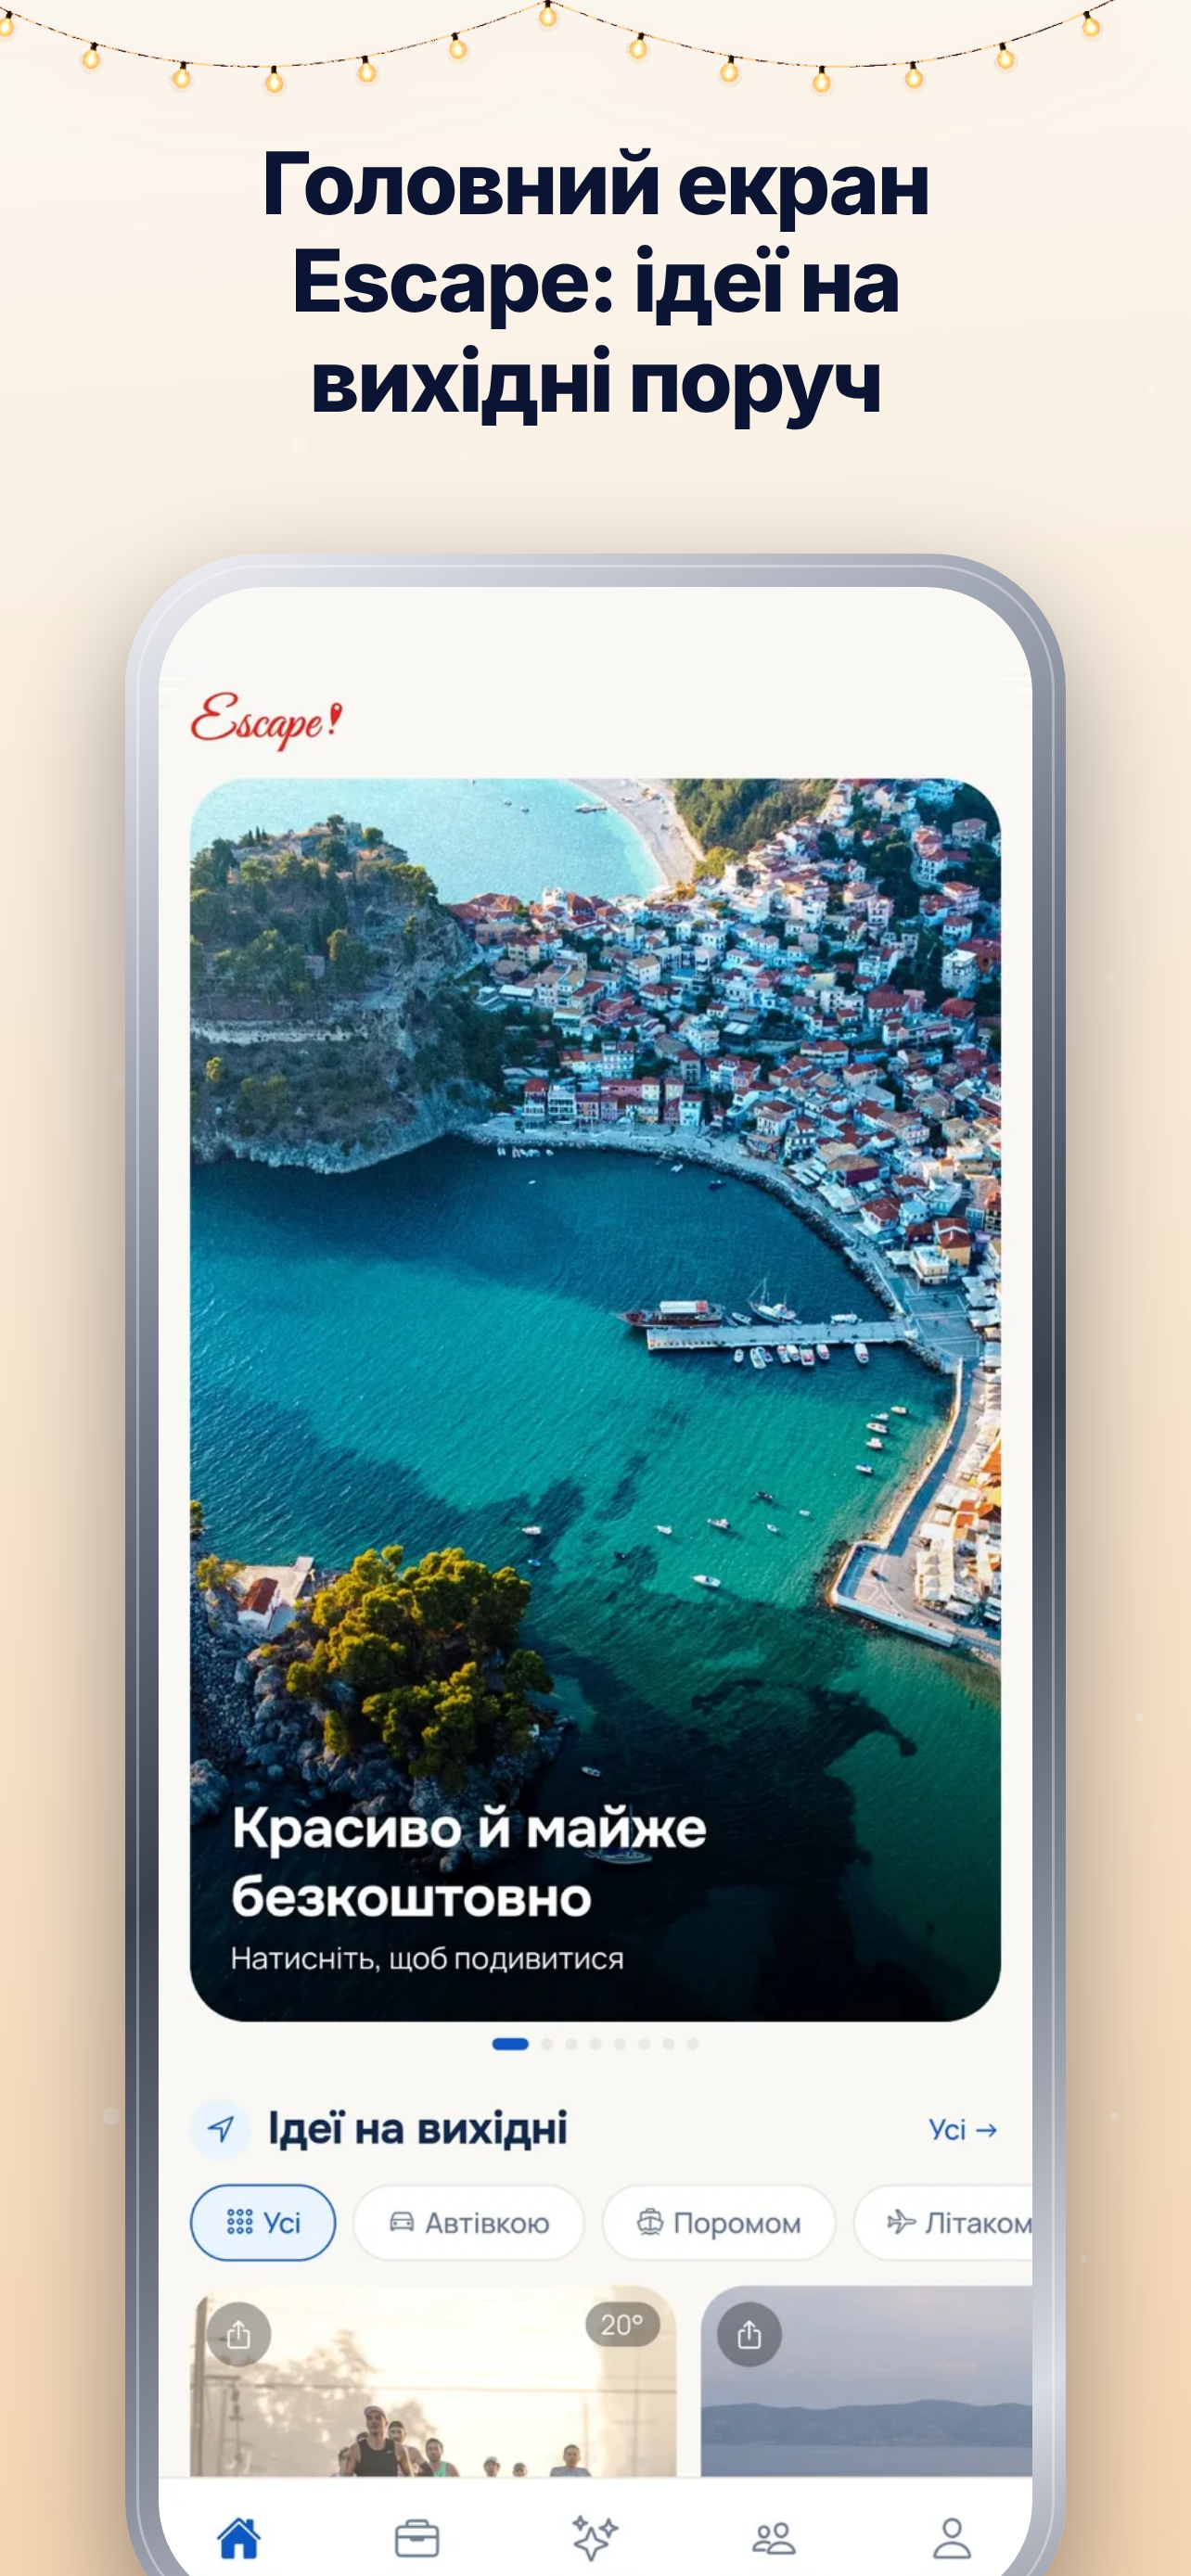 Головний екран
Escape: ідеї на
вихідні поруч
Escape!
Красиво й майже
безкоштовно
Натисніть, щоб подивитися
Ідеї на вихідні
Усі →
Усі
Автівкою
Поромом
Літаком
20°